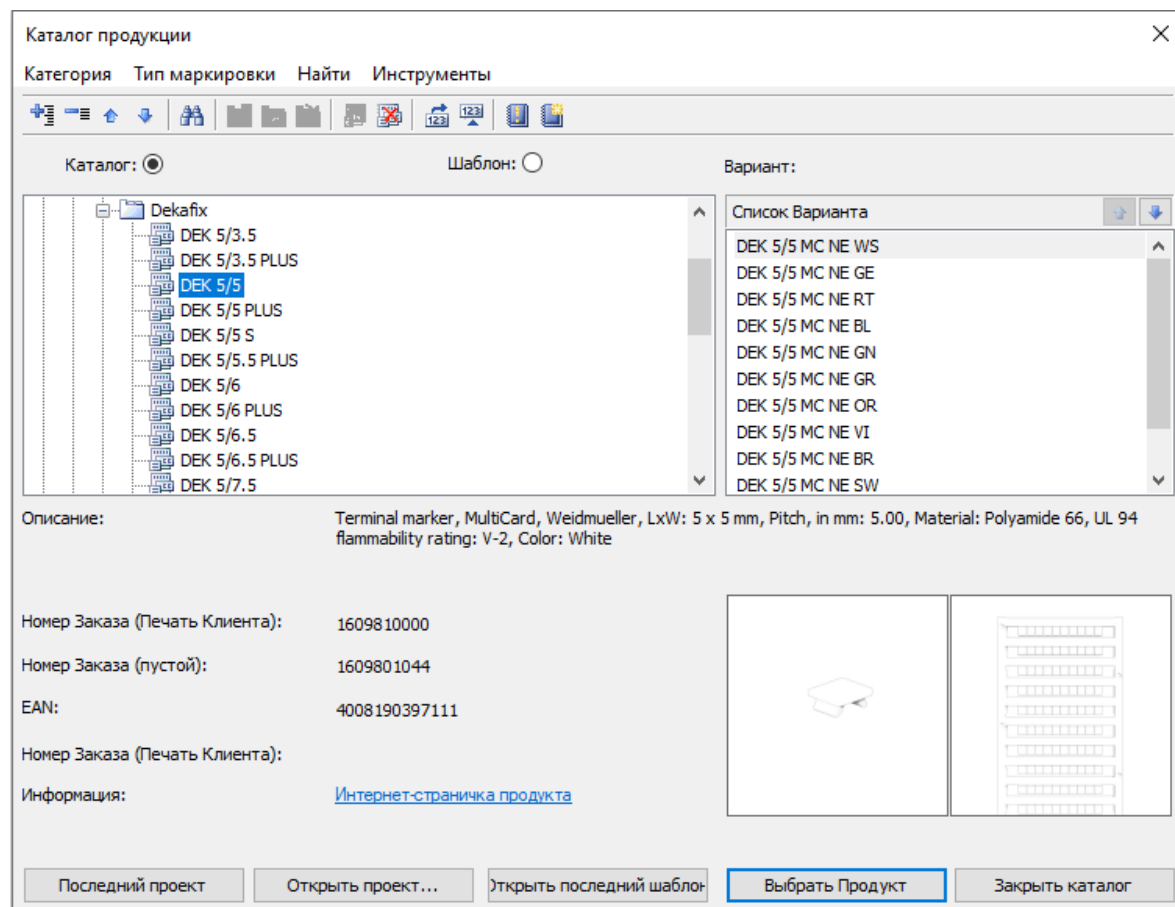 Каталог продукции
Категория Тип маркировки Найти Инструменты
123 123
Каталог: Шаблон: Вариант:
Dekafix
DEK 5/3.5
DEK 5/3.5 PLUS
DEK 5/5
DEK 5/5 PLUS
DEK 5/5 S
DEK 5/5.5 PLUS
DEK 5/6
DEK 5/6 PLUS
DEK 5/6.5
DEK 5/6.5 PLUS
DEK 5/7.5
Список Варианта
DEK 5/5 MC NE WS
DEK 5/5 MC NE GE
DEK 5/5 MC NE RT
DEK 5/5 MC NE BL
DEK 5/5 MC NE GN
DEK 5/5 MC NE GR
DEK 5/5 MC NE OR
DEK 5/5 MC NE VI
DEK 5/5 MC NE BR
DEK 5/5 MC NE SW
Описание: Terminal marker, MultiCard, Weidmueller, LxW: 5 x 5 mm, Pitch, in mm: 5.00, Material: Polyamide 66, UL 94
flammability rating: V-2, Color: White
Номер Заказа (Печать Клиента): 1609810000
Номер Заказа (пустой): 1609801044
EAN: 4008190397111
Номер Заказа (Печать Клиента):
Информация: Интернет-страничка продукта
Последний проект Открыть проект... Открыть последний шаблон Выбрать Продукт Закрыть каталог